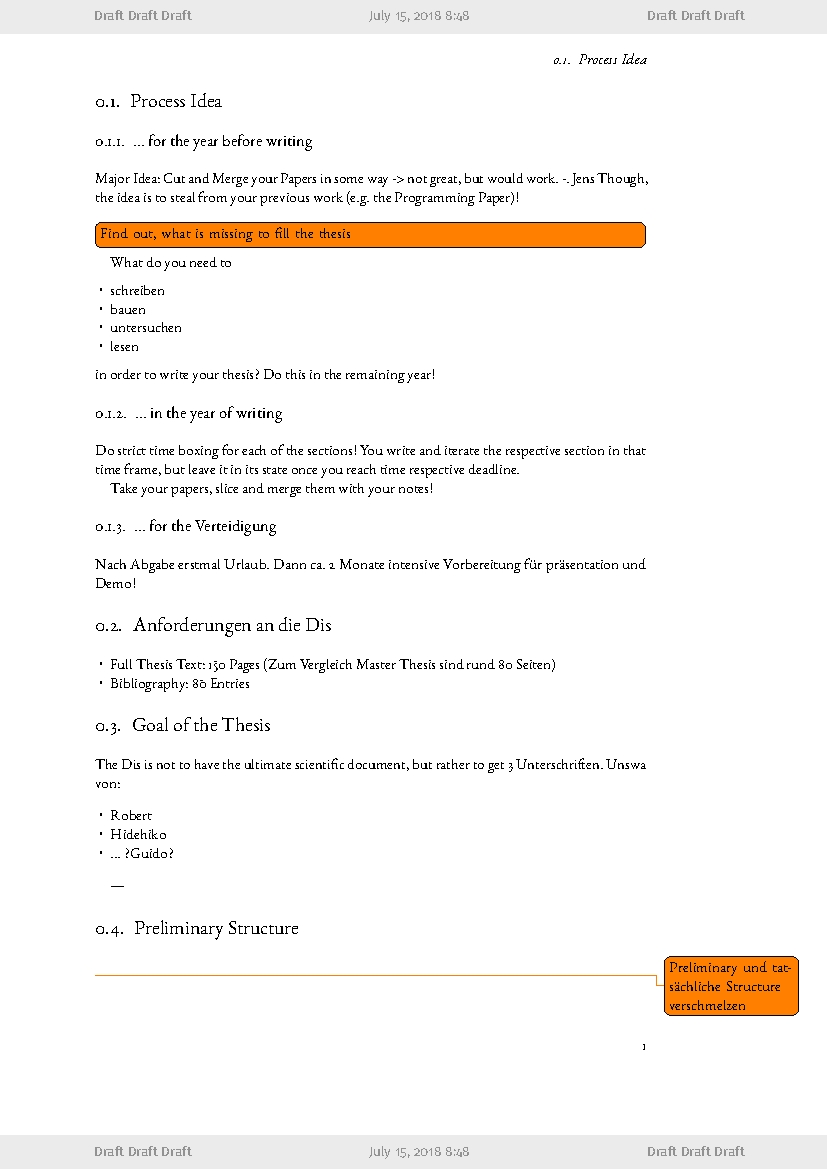 Draft Draft Draft July 15, 2018 8:48 Draft Draft Draft
0.1. Process Idea
0.1. Process Idea
0.1.1. ... for the year before writing
Major Idea: Cut and Merge your Papers in some way -> not great, but would work. -. Jens Though,
the idea is to steal from your previous work (e.g. the Programming Paper)!
Find out, what is missing to fill the thesis
What do you need to
• schreiben
• bauen
• untersuchen
• lesen
in order to write your thesis? Do this in the remaining year!
0.1.2. ... in the year of writing
Do strict time boxing for each of the sections! You write and iterate the respective section in that
time frame, but leave it in its state once you reach time respective deadline.
Take your papers, slice and merge them with your notes!
0.1.3. ... for the Verteidigung
Nach Abgabe erstmal Urlaub. Dann ca. 2 Monate intensive Vorbereitung für präsentation und
Demo!
0.2. Anforderungen an die Dis
• Full Thesis Text: 150 Pages (Zum Vergleich Master Thesis sind rund 80 Seiten)
• Bibliography: 80 Entries
0.3. Goal of the Thesis
The Dis is not to have the ultimate scientific document, but rather to get 3 Unterschriften. Unswa
von:
• Robert
• Hidehiko
• ... ?Guido?
—
0.4. Preliminary Structure
Preliminary und tat-
sächliche Structure
verschmelzen
1
Draft Draft Draft July 15, 2018 8:48 Draft Draft Draft